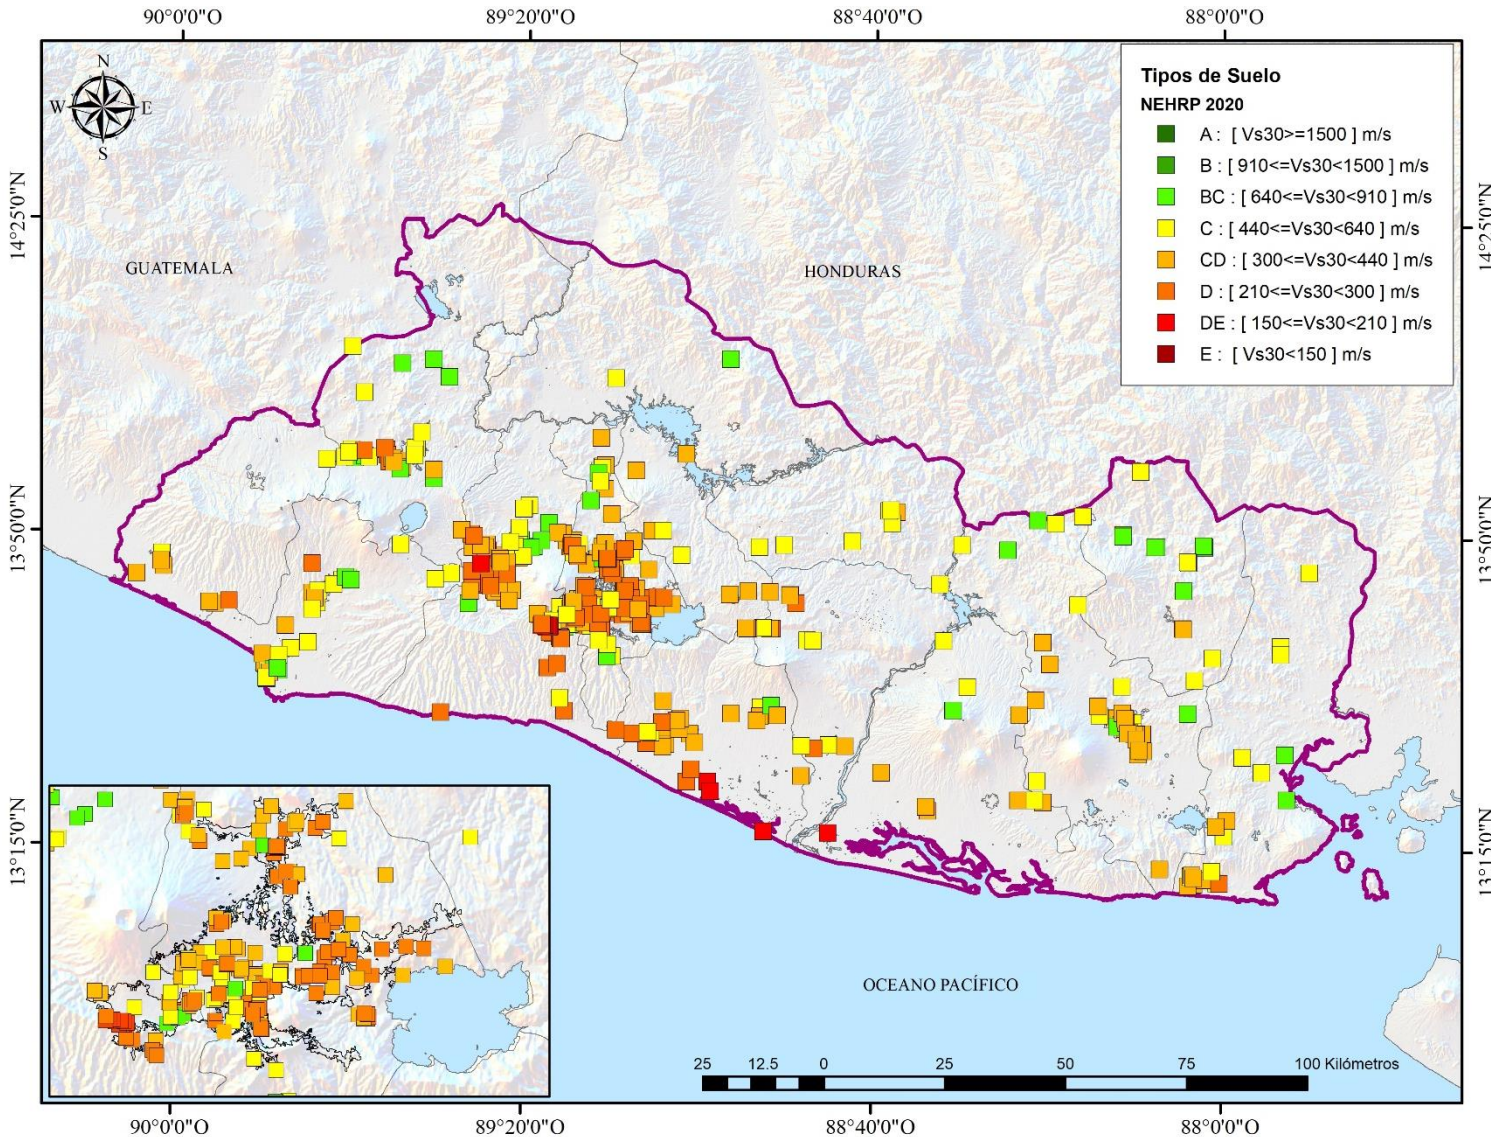 90°0'0"O
89°20'0"O
88°40'0"O
88°0'0"O
N
W
E
S
Tipos de Suelo
NEHRP 2020
A : [ Vs30>=1500 ] m/s
B : [ 910<=Vs30<1500 ] m/s
BC : [ 640<=Vs30<910 ] m/s
C : [ 440<=Vs30<640 ] m/s
CD : [ 300<=Vs30<440 ] m/s
D : [ 210<=Vs30<300 ] m/s
DE : [ 150<=Vs30<210 ] m/s
E : [ Vs30<150 ] m/s
14°25'0"N
14°25'0"N
GUATEMALA
HONDURAS
13°50'0"N
13°50'0"N
13°15'0"N
13°15'0"N
OCEANO PACÍFICO
25 12.5 0 25 50 75 100 Kilómetros
90°0'0"O
89°20'0"O
88°40'0"O
88°0'0"O